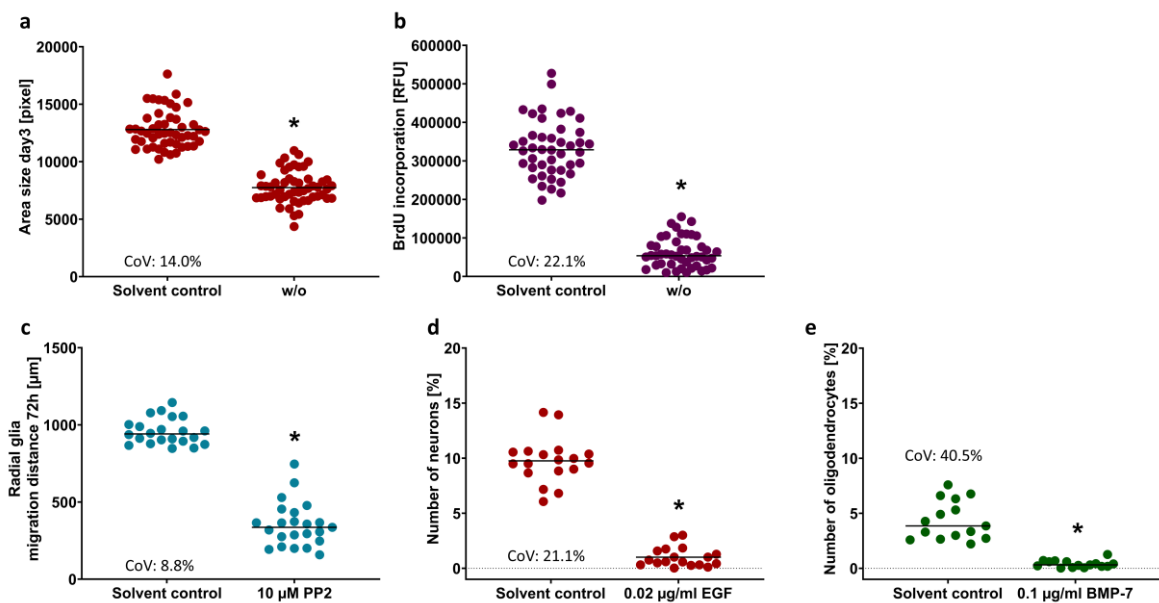 a
Area size day3 [pixel]
20000
15000
10000
5000
0
*
CoV: 14.0%
Solvent control
w/o
b
BrdU incorporation [RFU]
600000
500000
400000
300000
200000
100000
0
*
CoV: 22.1%
Solvent control
w/o
c
Radial glia
migration distance 72h [µm]
1500
1000
500
0
*
CoV: 8.8%
Solvent control
10 µM PP2
d
Number of neurons [%]
20
15
10
5
0
*
CoV: 21.1%
Solvent control
0.02 µg/ml EGF
e
Number of oligodendrocytes [%]
20
15
10
5
0
CoV: 40.5%
*
Solvent control
0.1 µg/ml BMP-7